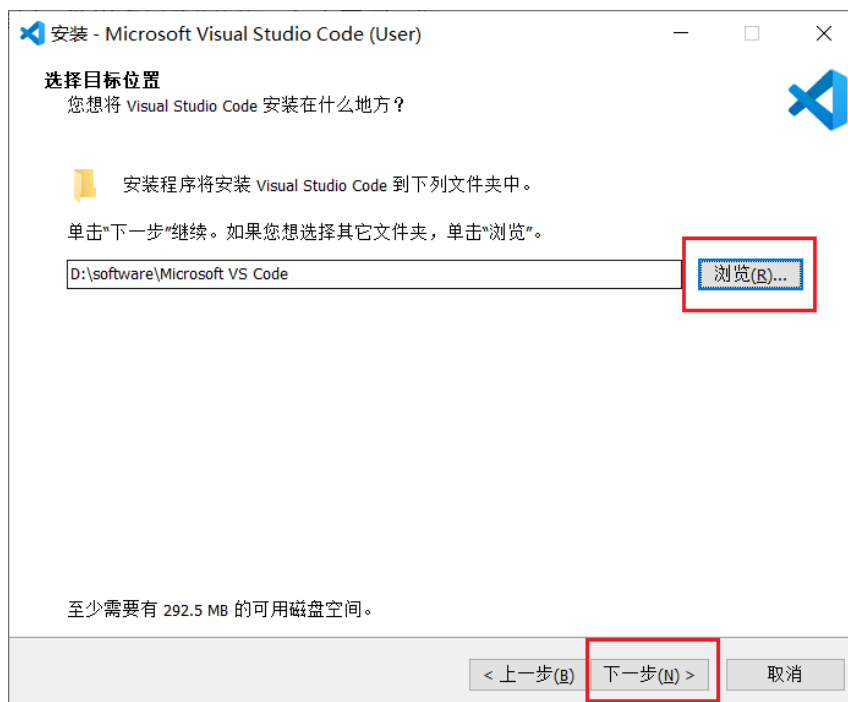 安装 - Microsoft Visual Studio Code (User)
选择目标位置
您想将 Visual Studio Code 安装在什么地方？
安装程序将安装 Visual Studio Code 到下列文件夹中。
单击“下一步”继续。如果您想选择其它文件夹，单击“浏览”。
D:\software\Microsoft VS Code
浏览(R)...
至少需要有 292.5 MB 的可用磁盘空间。
< 上一步(B) 下一步(N) > 取消